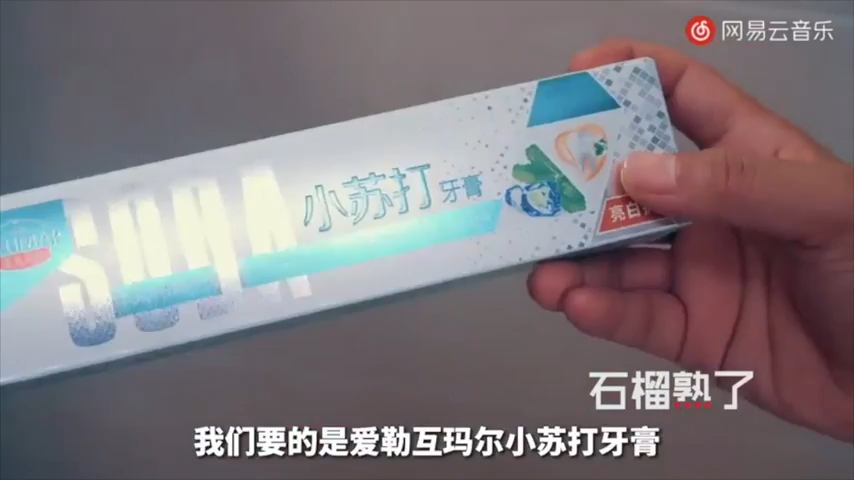 网易云音乐
小苏打牙膏
亮白
石榴熟了
我们要的是爱勒互玛尔小苏打牙膏